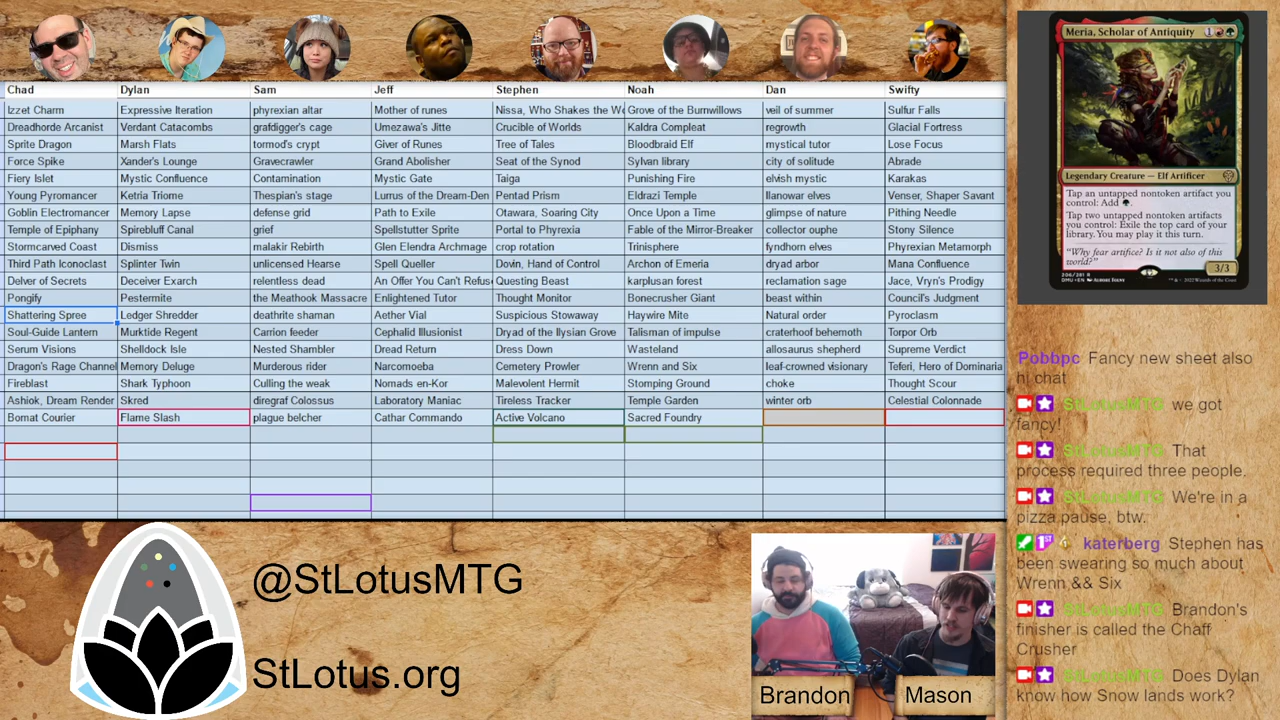 Chad Dylan Sam Jeff Stephen Noah Dan Swifty
Izzet Charm Expressive Iteration phyrexian altar Mother of runes Nissa, Who Shakes the Wo Grove of the Burnwillows veil of summer Sulfur Falls
Dreadhorde Arcanist Verdant Catacombs grafdigger's cage Umezawa's Jitte Crucible of Worlds Kaldra Compleat regrowth Glacial Fortress
Sprite Dragon Marsh Flats tormod's crypt Giver of Runes Tree of Tales Bloodbraid Elf mystical tutor Lose Focus
Force Spike Xander's Lounge Gravecrawler Grand Abolisher Seat of the Synod Sylvan library city of solitude Abrade
Fiery Islet Mystic Confluence Contamination Mystic Gate Taiga Punishing Fire elvish mystic Karakas
Young Pyromancer Ketria Triome Thespian's stage Lurrus of the Dream-Den Pentad Prism Eldrazi Temple llanowar elves Venser, Shaper Savant
Goblin Electromancer Memory Lapse defense grid Path to Exile Otawara, Soaring City Once Upon a Time glimpse of nature Pithing Needle
Temple of Epiphany Spirebluff Canal grief Spellstutter Sprite Portal to Phyrexia Fable of the Mirror-Breaker collector ouphe Stony Silence
Stormcarved Coast Dismiss malakir Rebirth Glen Elendra Archmage crop rotation Trinisphere fyndhorn elves Phyrexian Metamorph
Third Path Iconoclast Splinter Twin unlicensed Hearse Spell Queller Dovin, Hand of Control Archon of Emeria dryad arbor Mana Confluence
Delver of Secrets Deceiver Exarch relentless dead An Offer You Can't Refuse Questing Beast karplusan forest reclamation sage Jace, Vryn's Prodigy
Pongify Pestermite the Meathook Massacre Enlightened Tutor Thought Monitor Bonecrusher Giant beast within Council's Judgment
Shattering Spree Ledger Shredder deathrite shaman Aether Vial Suspicious Stowaway Haywire Mite Natural order Pyroclasm
Soul-Guide Lantern Murktide Regent Carrion feeder Cephalid Illusionist Dryad of the Ilysian Grove Talisman of impulse craterhoof behemoth Torpor Orb
Serum Visions Shelldock Isle Nested Shambler Dread Return Dress Down Wasteland allosaurus shepherd Supreme Verdict
Dragon's Rage Channel Memory Deluge Murderous rider Narcomoeba Cemetery Prowler Wrenn and Six leaf-crowned visionary Teferi, Hero of Dominaria
Fireblast Shark Typhoon Culling the weak Nomads en-Kor Malevolent Hermit Stomping Ground choke Thought Scour
Ashiok, Dream Render Skred diregraf Colossus Laboratory Maniac Tireless Tracker Temple Garden winter orb Celestial Colonnade
Bomat Courier Flame Slash plague belcher Cathar Commando Active Volcano Sacred Foundry
Meria, Scholar of Antiquity
Legendary Creature — Elf Artificer
Tap an untapped nontoken artifact you
control: Add
Tap two untapped nontoken artifacts
you control: Exile the top card of your
library. You may play it this turn.
"Why fear artifice? Is it not also of this
world?"
3/3
Pobbpc Fancy new sheet also
hi chat
StLotusMTG we got
fancy!
StLotusMTG That
process required three people.
StLotusMTG We're in a
pizza pause, btw.
katerberg Stephen has
been swearing so much about
Wrenn && Six
StLotusMTG Brandon's
finisher is called the Chaff
Crusher
StLotusMTG Does Dylan
know how Snow lands work?
@StLotusMTG
StLotus.org
Brandon Mason